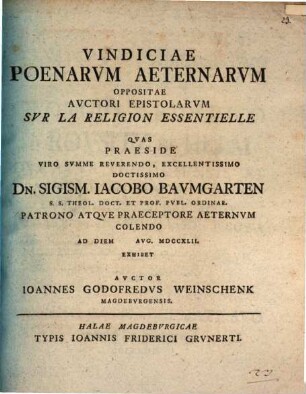 VINDICIAE
POENARVM AETERNARVM
OPPOSITAE
AVCTORI EPISTOLARVM
SVR LA RELIGION ESSENTIELLE
QVAS
PRAESIDE
VIRO SVMME REVERENDO, EXCELLENTISSIMO
DOCTISSIMO
DN. SIGISM. IACOBO BAVMGARTEN
S. S. THEOL. DOCT. ET PROF. PVBL. ORDINAR.
PATRONO ATQVE PRAECEPTORE AETERNVM
COLENDO
AD DIEM AVG. MDCCXLII.
EXHIBET
AVCTOR
IOANNES GODOFREDVS WEINSCHENK
MAGDEBVRGENSIS.
HALAE MAGDEBVRGICAE
TYPIS IOANNIS FRIDERICI GRVNERTI.